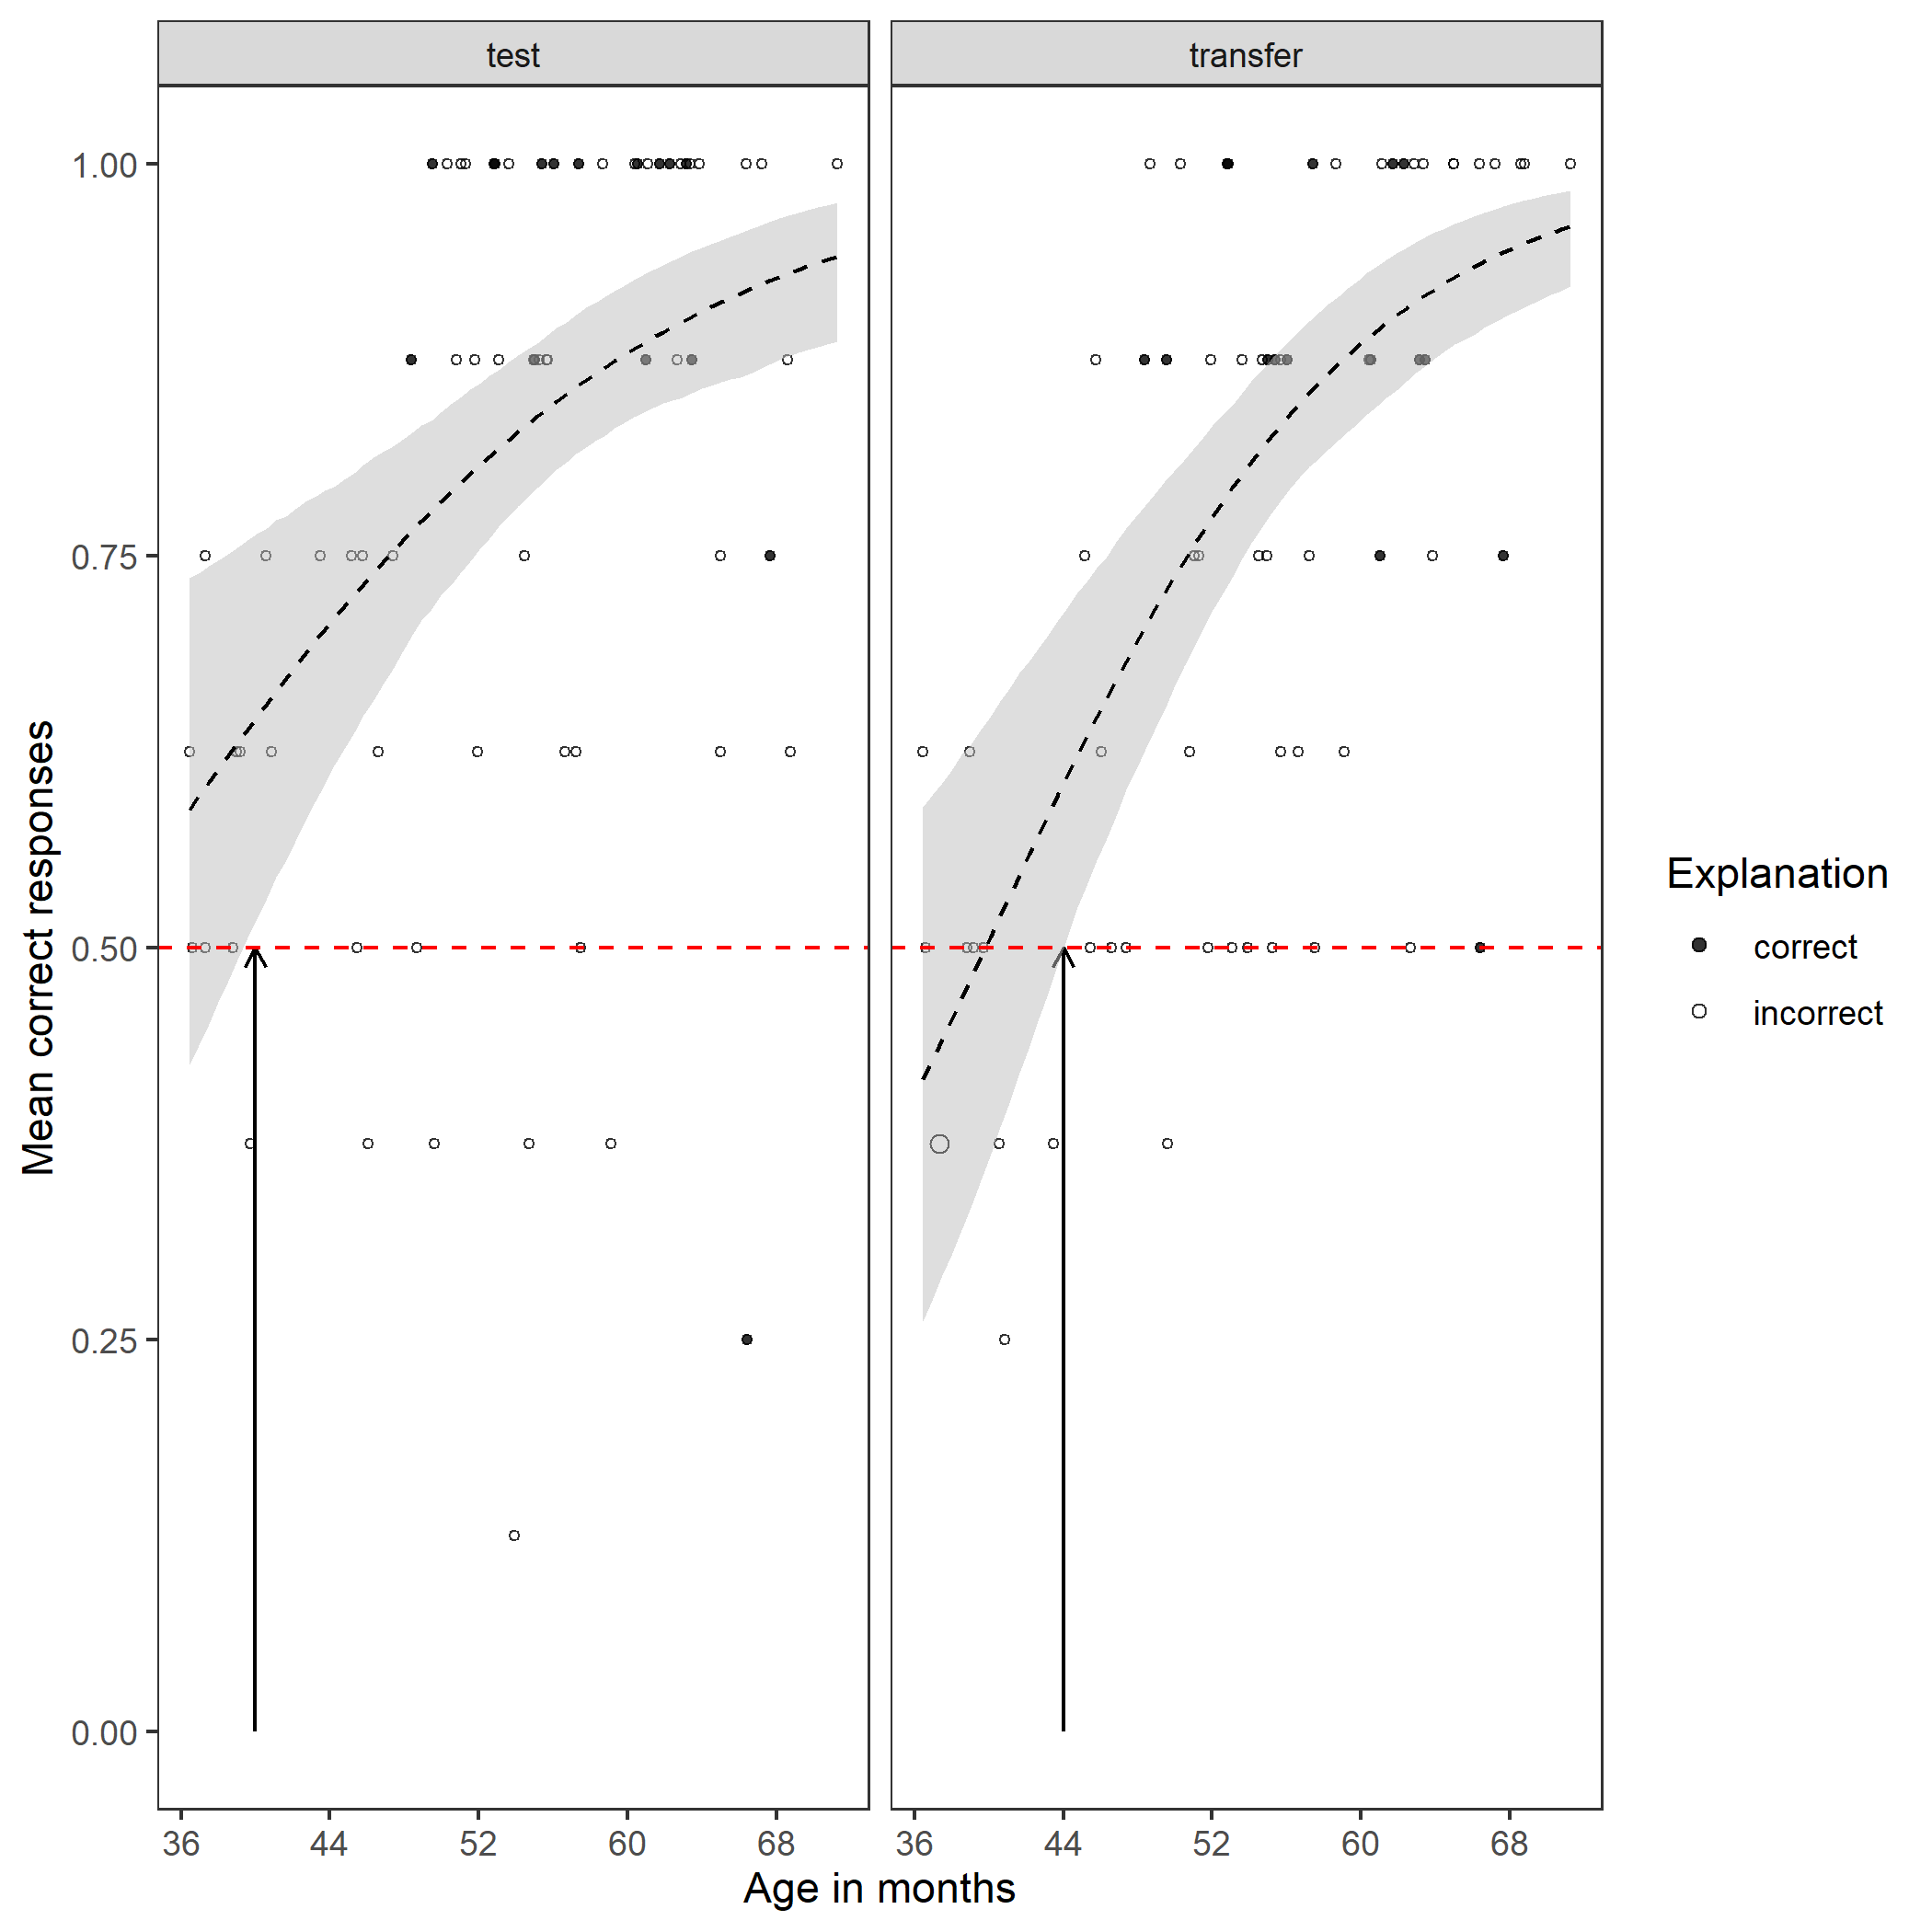 test
transfer
1.00
0.75
0.50
0.25
0.00
Mean correct responses
36 44 52 60 68
36 44 52 60 68
Age in months
Explanation
correct
incorrect